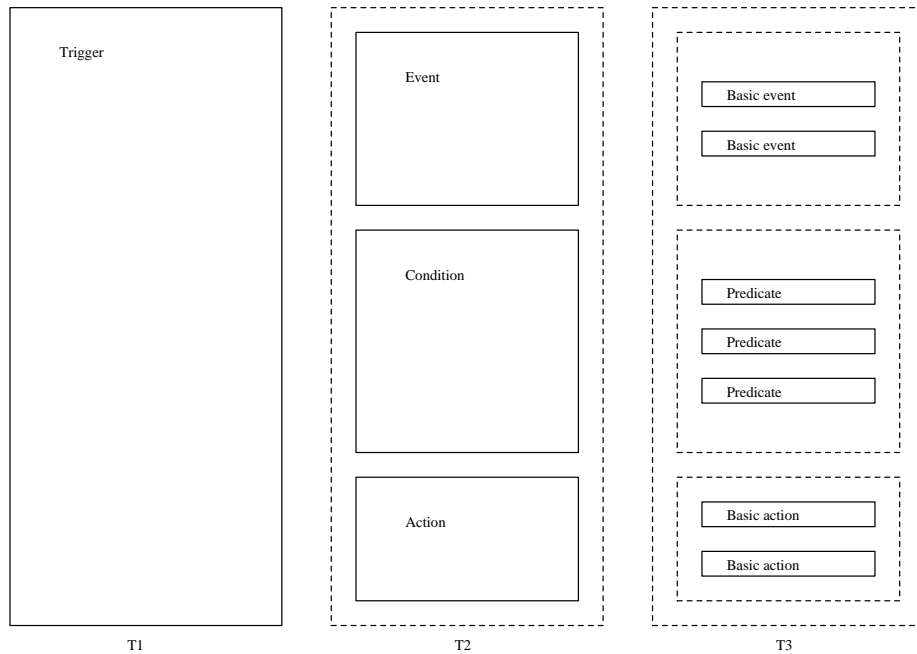 Trigger
Event
Basic event
Basic event
Condition
Predicate
Predicate
Predicate
Action
Basic action
Basic action
T1
T2
T3